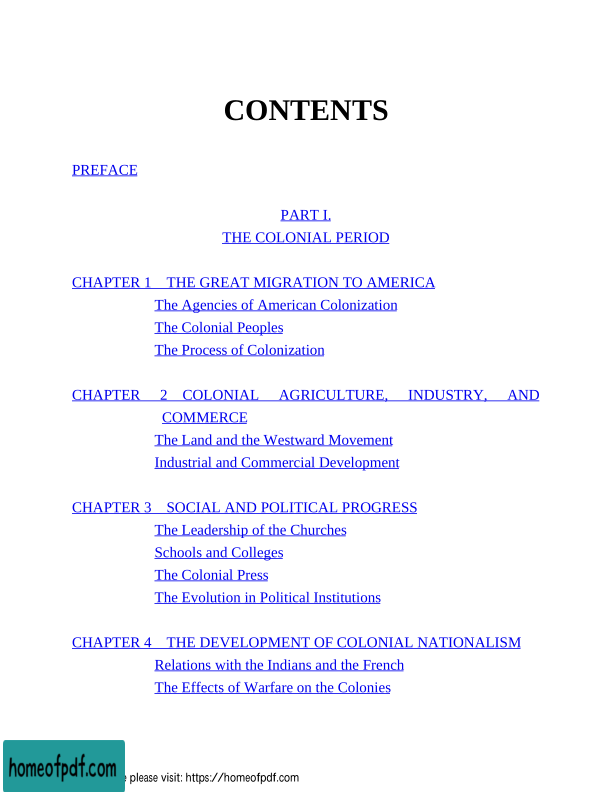 CONTENTS
PREFACE
PART I.
THE COLONIAL PERIOD
CHAPTER 1 THE GREAT MIGRATION TO AMERICA
The Agencies of American Colonization
The Colonial Peoples
The Process of Colonization
CHAPTER 2 COLONIAL AGRICULTURE, INDUSTRY, AND
COMMERCE
The Land and the Westward Movement
Industrial and Commercial Development
CHAPTER 3 SOCIAL AND POLITICAL PROGRESS
The Leadership of the Churches
Schools and Colleges
The Colonial Press
The Evolution in Political Institutions
CHAPTER 4 THE DEVELOPMENT OF COLONIAL NATIONALISM
Relations with the Indians and the French
The Effects of Warfare on the Colonies
homeofpdf.com
please visit: https://homeofpdf.com